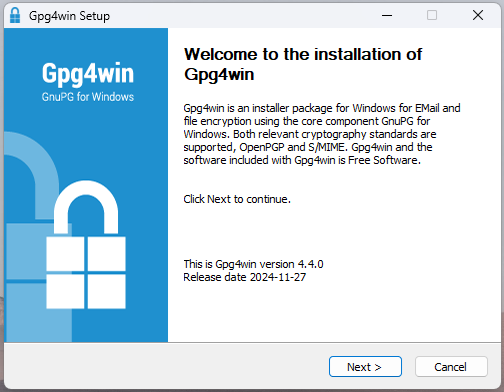 Gpg4win Setup
Gpg4win
GnuPG for Windows
Welcome to the installation of
Gpg4win
Gpg4win is an installer package for Windows for EMail and
file encryption using the core component GnuPG for
Windows. Both relevant cryptography standards are
supported, OpenPGP and S/MIME. Gpg4win and the
software included with Gpg4win is Free Software.
Click Next to continue.
This is Gpg4win version 4.4.0
Release date 2024-11-27
Next >
Cancel